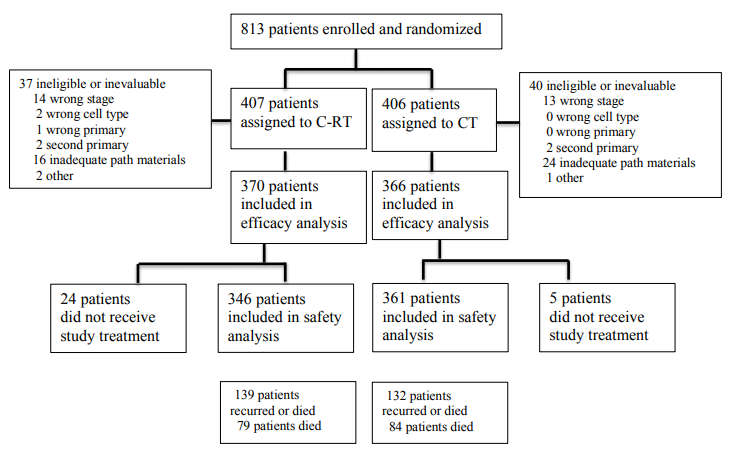 813 patients enrolled and randomized
37 ineligible or inevaluable
14 wrong stage
2 wrong cell type
1 wrong primary
2 second primary
16 inadequate path materials
2 other
407 patients
assigned to C-RT
406 patients
assigned to CT
40 ineligible or inevaluable
13 wrong stage
0 wrong cell type
0 wrong primary
2 second primary
24 inadequate path materials
1 other
370 patients
included in
efficacy analysis
366 patients
included in
efficacy analysis
24 patients
did not receive
study treatment
346 patients
included in safety
analysis
361 patients
included in safety
analysis
5 patients
did not receive
study treatment
139 patients
recurred or died
79 patients died
132 patients
recurred or died
84 patients died